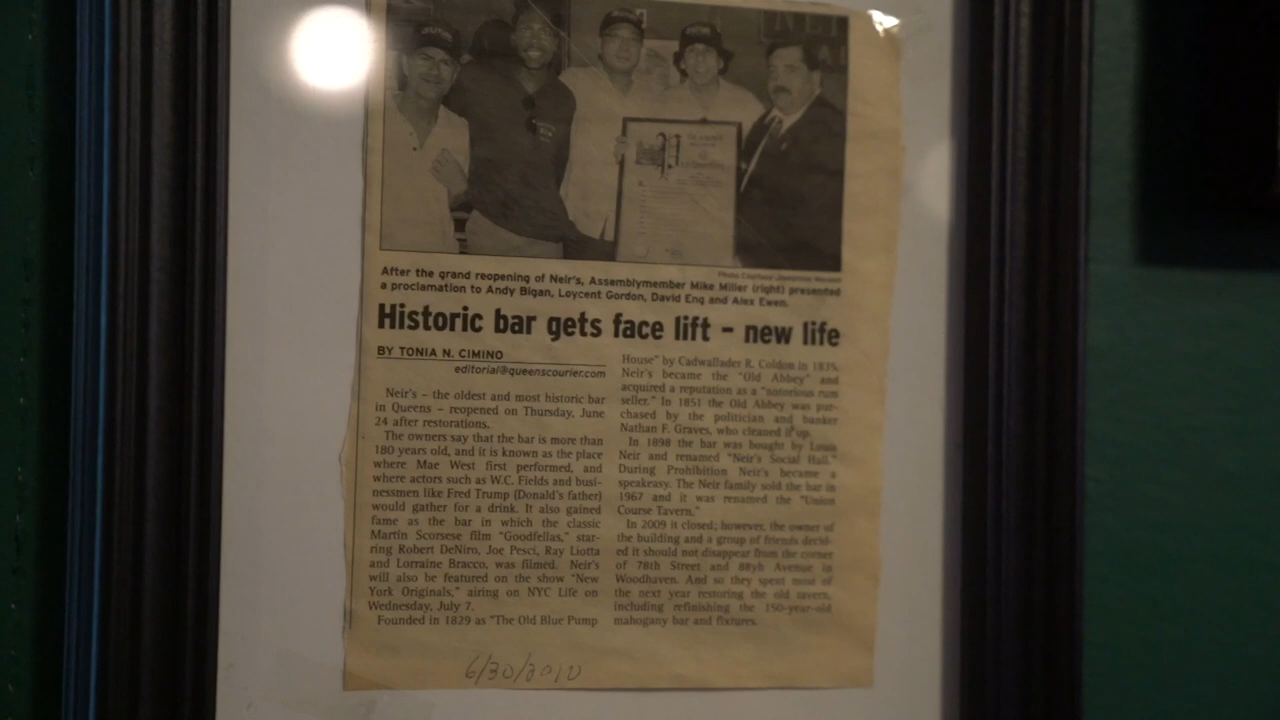 Photo Courtesy
After the grand reopening of Neir's, Assemblymember Mike Miller (right) presented
a proclamation to Andy Bigan, Loycent Gordon, David Eng and Alex Ewen.
Historic bar gets face lift – new life
BY TONIA N. CIMINO
editorial@queenscourier.com
Neir's – the oldest and most historic bar
in Queens – reopened on Thursday, June
24 after restorations.
The owners say that the bar is more than
180 years old, and it is known as the place
where Mae West first performed, and
where actors such as W.C. Fields and busi-
nessmen like Fred Trump (Donald's father)
would gather for a drink. It also gained
fame as the bar in which the classic
Martin Scorsese film "Goodfellas," star-
ring Robert DeNiro, Joe Pesci, Ray Liotta
and Lorraine Bracco, was filmed. Neir's
will also be featured on the show "New
York Originals," airing on NYC Life on
Wednesday, July 7.
Founded in 1829 as "The Old Blue Pump
House" by Cadwallader R. Coldon in 1835,
Neir's became the "Old Abbey" and
acquired a reputation as a "notorious rum
seller." In 1851 the Old Abbey was pur-
chased by the politician and banker
Nathan F. Graves, who cleaned it up.
In 1898 the bar was bought by Louis
Neir and renamed "Neir's Social Hall."
During Prohibition Neir's became a
speakeasy. The Neir family sold the bar in
1967 and it was renamed the "Union
Course Tavern."
In 2009 it closed; however, the owner of
the building and a group of friends decid-
ed it should not disappear from the corner
of 78th Street and 88yh Avenue in
Woodhaven. And so they spent most of
the next year restoring the old tavern,
including refinishing the 150-year-old
mahogany bar and fixtures.
6/30/2010